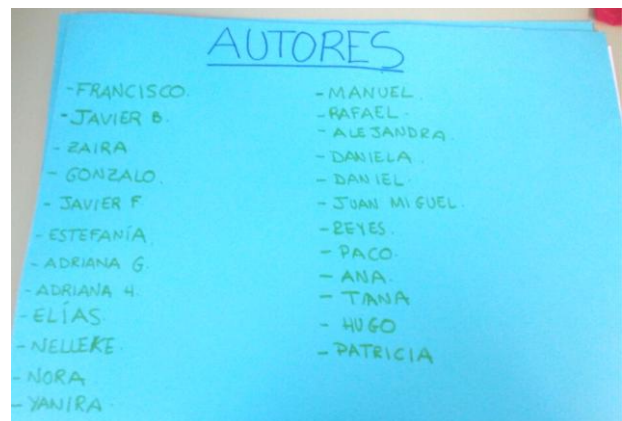 AUTORES
-FRANCISCO.
-JAVIER B.
-ZAIRA
-GONZALO.
-JAVIER F.
-ESTEFANÍA.
-ADRIANA G.
-ADRIANA H.
-ELÍAS.
-NELLEKE.
-NORA
-YANIRA.
-MANUEL.
-RAFAEL.
-ALEJANDRA.
-DANIELA.
-DANIEL.
-JUAN MIGUEL.
-REYES.
-PACO.
-ANA.
-TIANA
-HUGO
-PATRICIA